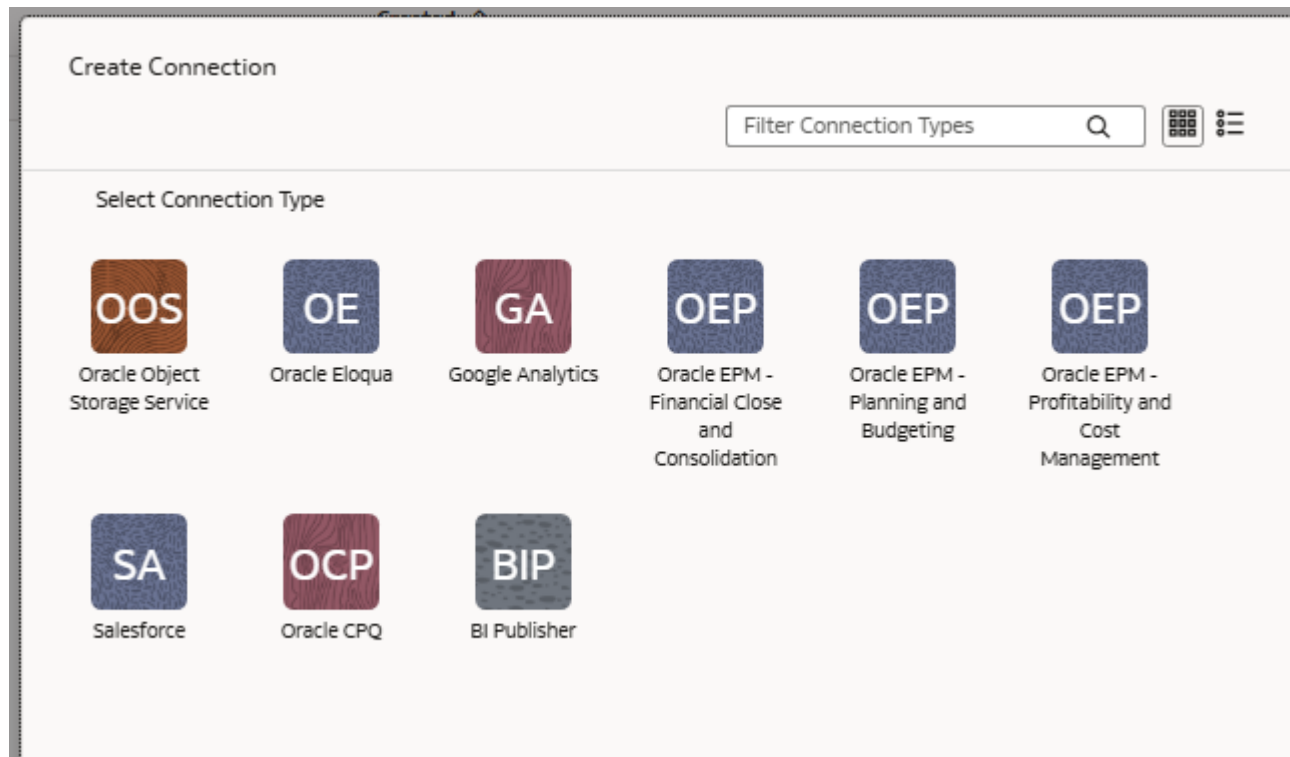 Created
Create Connection
Filter Connection Types
Select Connection Type
OOS OE GA OEP OEP OEP
Oracle Object Storage Service
Oracle Eloqua
Google Analytics
Oracle EPM - Financial Close and Consolidation
Oracle EPM - Planning and Budgeting
Oracle EPM - Profitability and Cost Management
SA OCP BIP
Salesforce
Oracle CPQ
BI Publisher